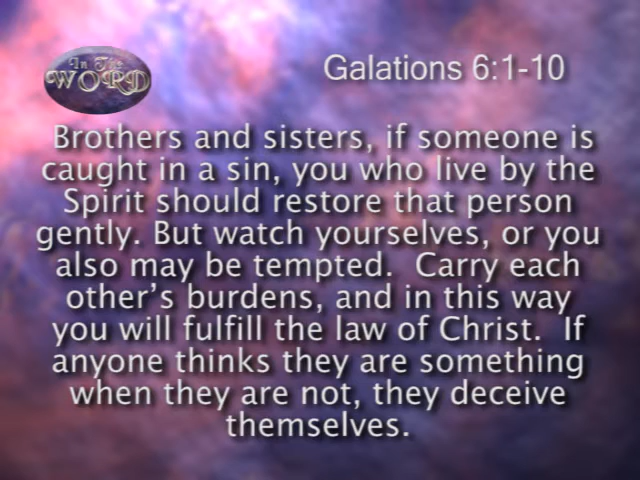 In The
WORD
Galations 6:1-10
Brothers and sisters, if someone is
caught in a sin, you who live by the
Spirit should restore that person
gently. But watch yourselves, or you
also may be tempted.  Carry each
other’s burdens, and in this way
you will fulfill the law of Christ.  If
anyone thinks they are something
when they are not, they deceive
themselves.